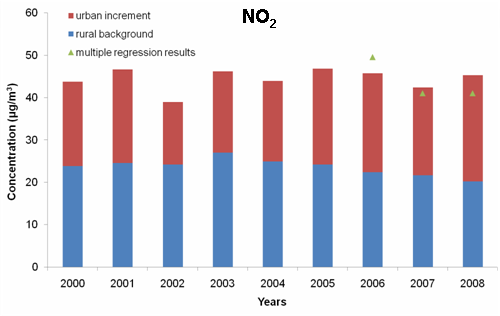 NO₂
urban increment
rural background
multiple regression results
Concentration (µg/m³)
60
50
40
30
20
10
0
2000 2001 2002 2003 2004 2005 2006 2007 2008
Years